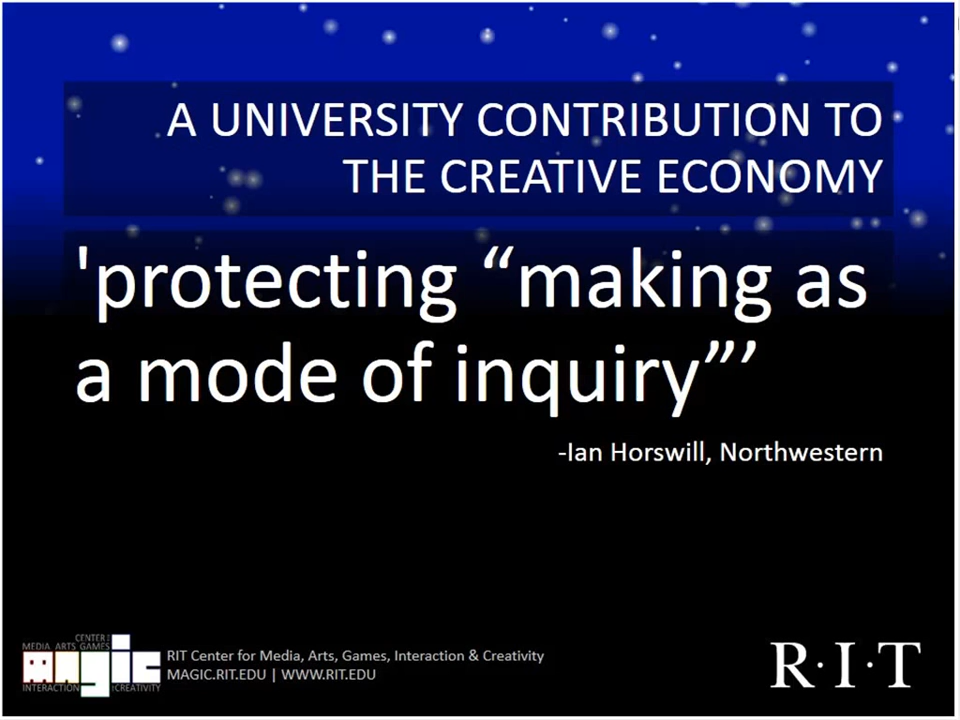 A UNIVERSITY CONTRIBUTION TO
THE CREATIVE ECONOMY
'protecting “making as
a mode of inquiry”’
-Ian Horswill, Northwestern
CENTER
MEDIA ARTS GAMES
magic
INTERACTION CREATIVITY
RIT Center for Media, Arts, Games, Interaction & Creativity
MAGIC.RIT.EDU | WWW.RIT.EDU
R·I·T